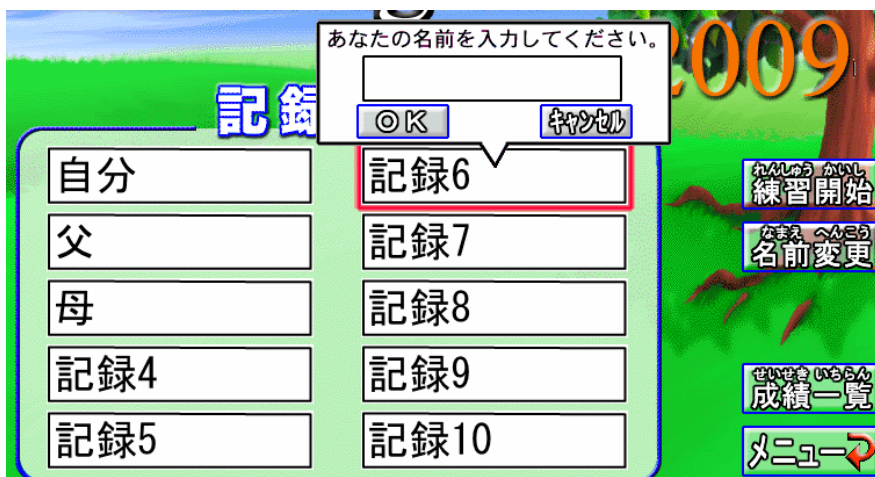 あなたの名前を入力してください。
2009
記録
OK
キャンセル
自分
父
母
記録4
記録5
記録6
記録7
記録8
記録9
記録10
れんしゅう かいし
練習開始
なまえ へんこう
名前変更
せいせき いちらん
成績一覧
メニュー